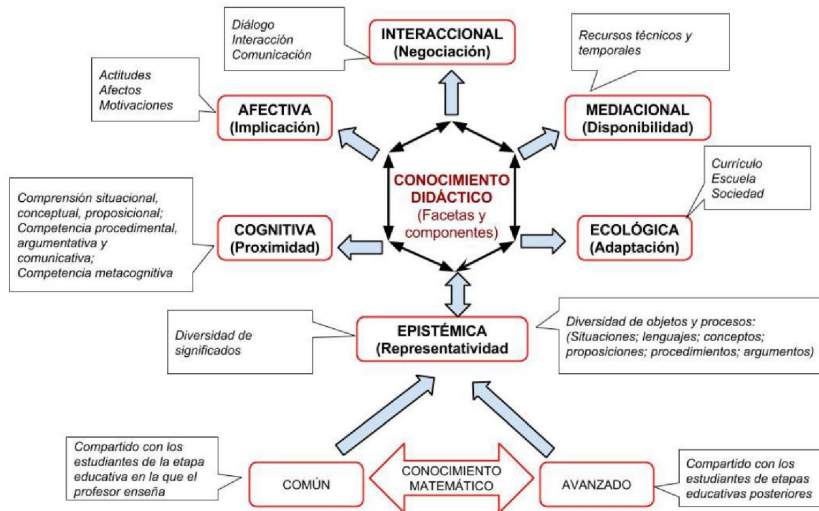 Diálogo
Interacción
Comunicación
INTERACCIONAL
(Negociación)
Recursos técnicos y
temporales
Actitudes
Afectos
Motivaciones
AFECTIVA
(Implicación)
MEDIACIONAL
(Disponibilidad)
CONOCIMIENTO
DIDÁCTICO
(Facetas y
componentes)
Currículo
Escuela
Sociedad
Comprensión situacional,
conceptual, proposicional;
Competencia procedimental,
argumentativa y
comunicativa;
Competencia metacognitiva
COGNITIVA
(Proximidad)
ECOLÓGICA
(Adaptación)
Diversidad de
significados
EPISTÉMICA
(Representatividad
Diversidad de objetos y procesos:
(Situaciones; lenguajes; conceptos;
proposiciones; procedimientos; argumentos)
Compartido con los
estudiantes de la etapa
educativa en la que el
profesor enseña
COMÚN
CONOCIMIENTO
MATEMÁTICO
AVANZADO
Compartido con los
estudiantes de etapas
educativas posteriores